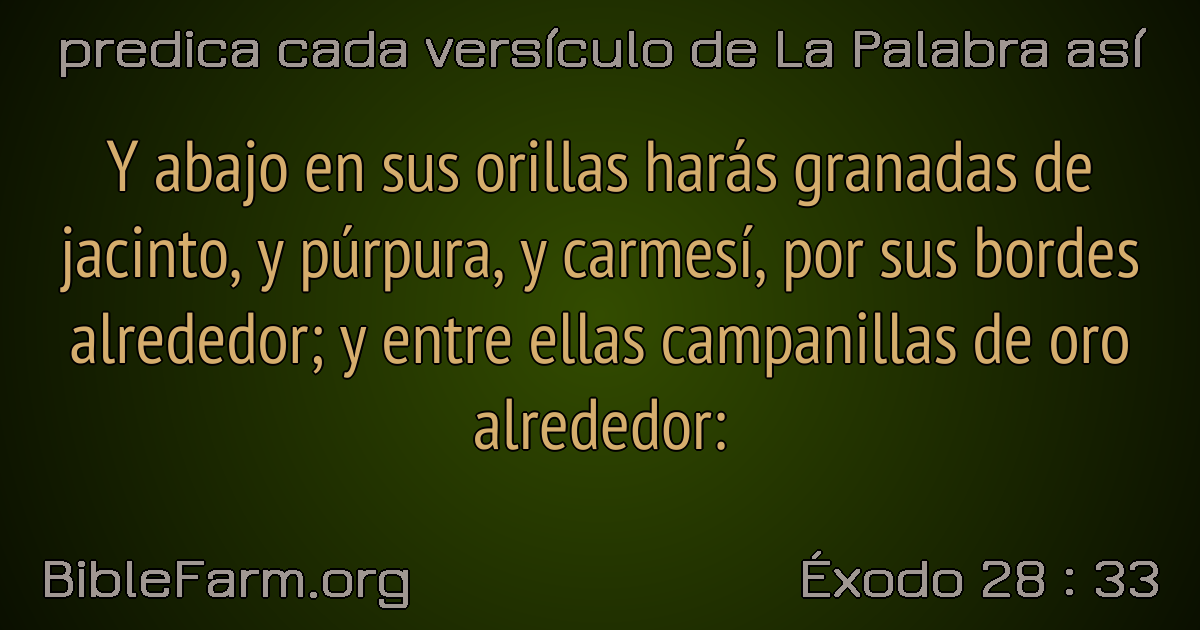 predica cada versículo de La Palabra así
Y abajo en sus orillas harás granadas de
jacinto, y púrpura, y carmesí, por sus bordes
alrededor; y entre ellas campanillas de oro
alrededor:
BibleFarm.org
Éxodo 28 : 33